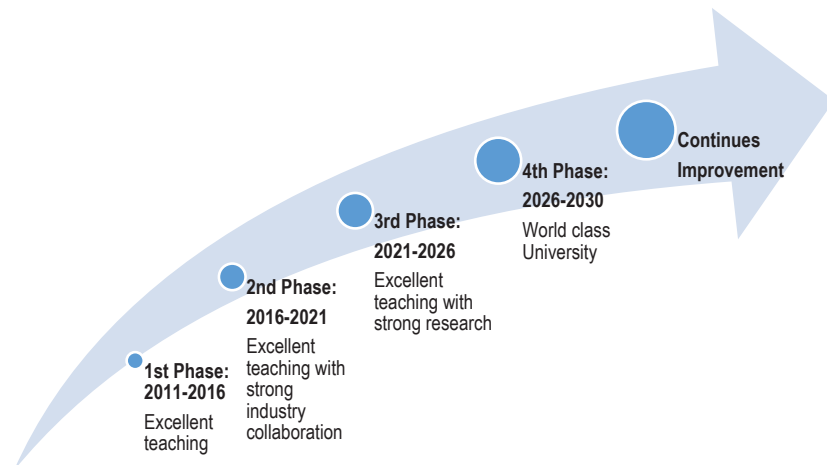 1st Phase:
2011-2016
Excellent
teaching
2nd Phase:
2016-2021
Excellent
teaching with
strong
industry
collaboration
3rd Phase:
2021-2026
Excellent
teaching with
strong research
4th Phase:
2026-2030
World class
University
Continues
Improvement